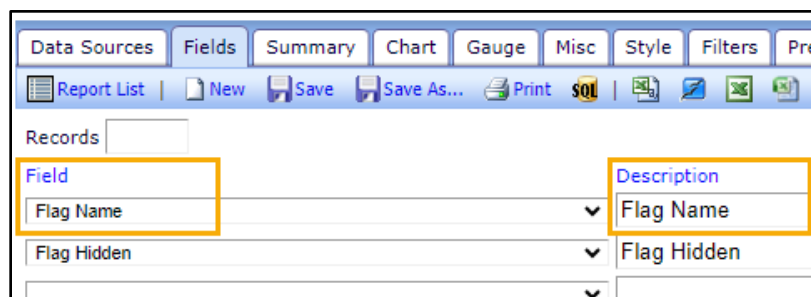 Data Sources Fields Summary Chart Gauge Misc Style Filters Pre
Report List | New Save Save As... Print SQL |
Records
Field Description
Flag Name Flag Name
Flag Hidden Flag Hidden